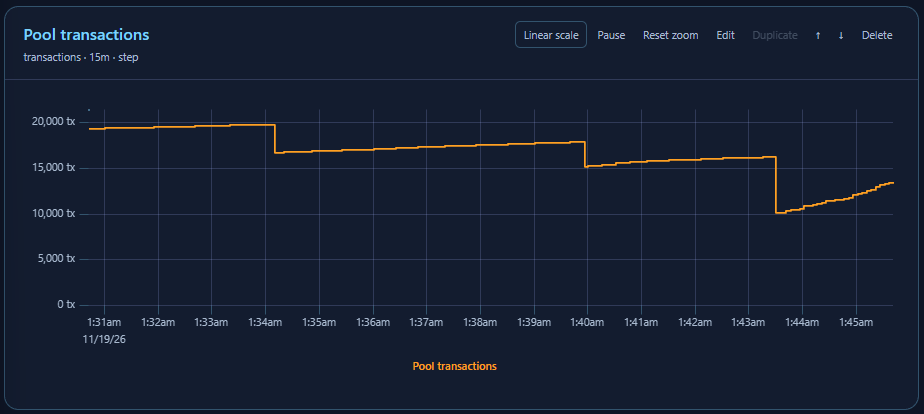 Pool transactions
transactions · 15m · step
Linear scale Pause Reset zoom Edit Duplicate ↑ ↓ Delete
20,000 tx
15,000 tx
10,000 tx
5,000 tx
0 tx
1:31am 1:32am 1:33am 1:34am 1:35am 1:36am 1:37am 1:38am 1:39am 1:40am 1:41am 1:42am 1:43am 1:44am 1:45am
11/19/26
Pool transactions